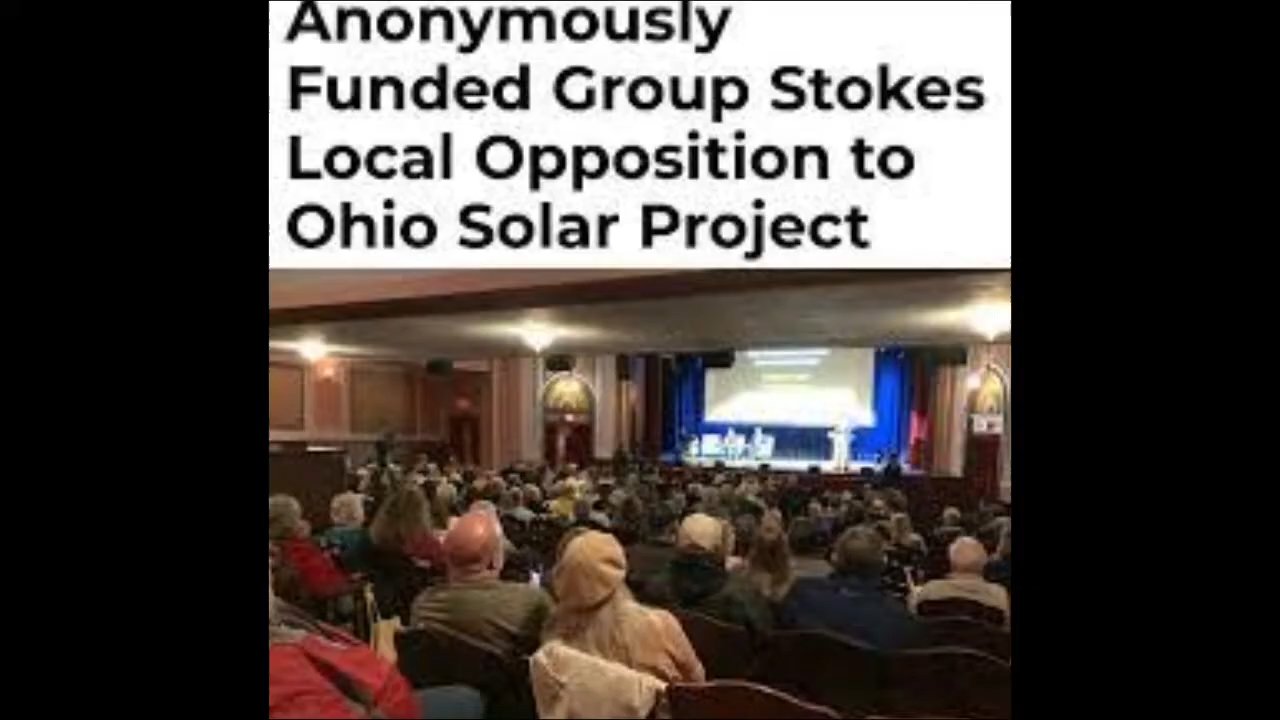 Anonymously
Funded Group Stokes
Local Opposition to
Ohio Solar Project